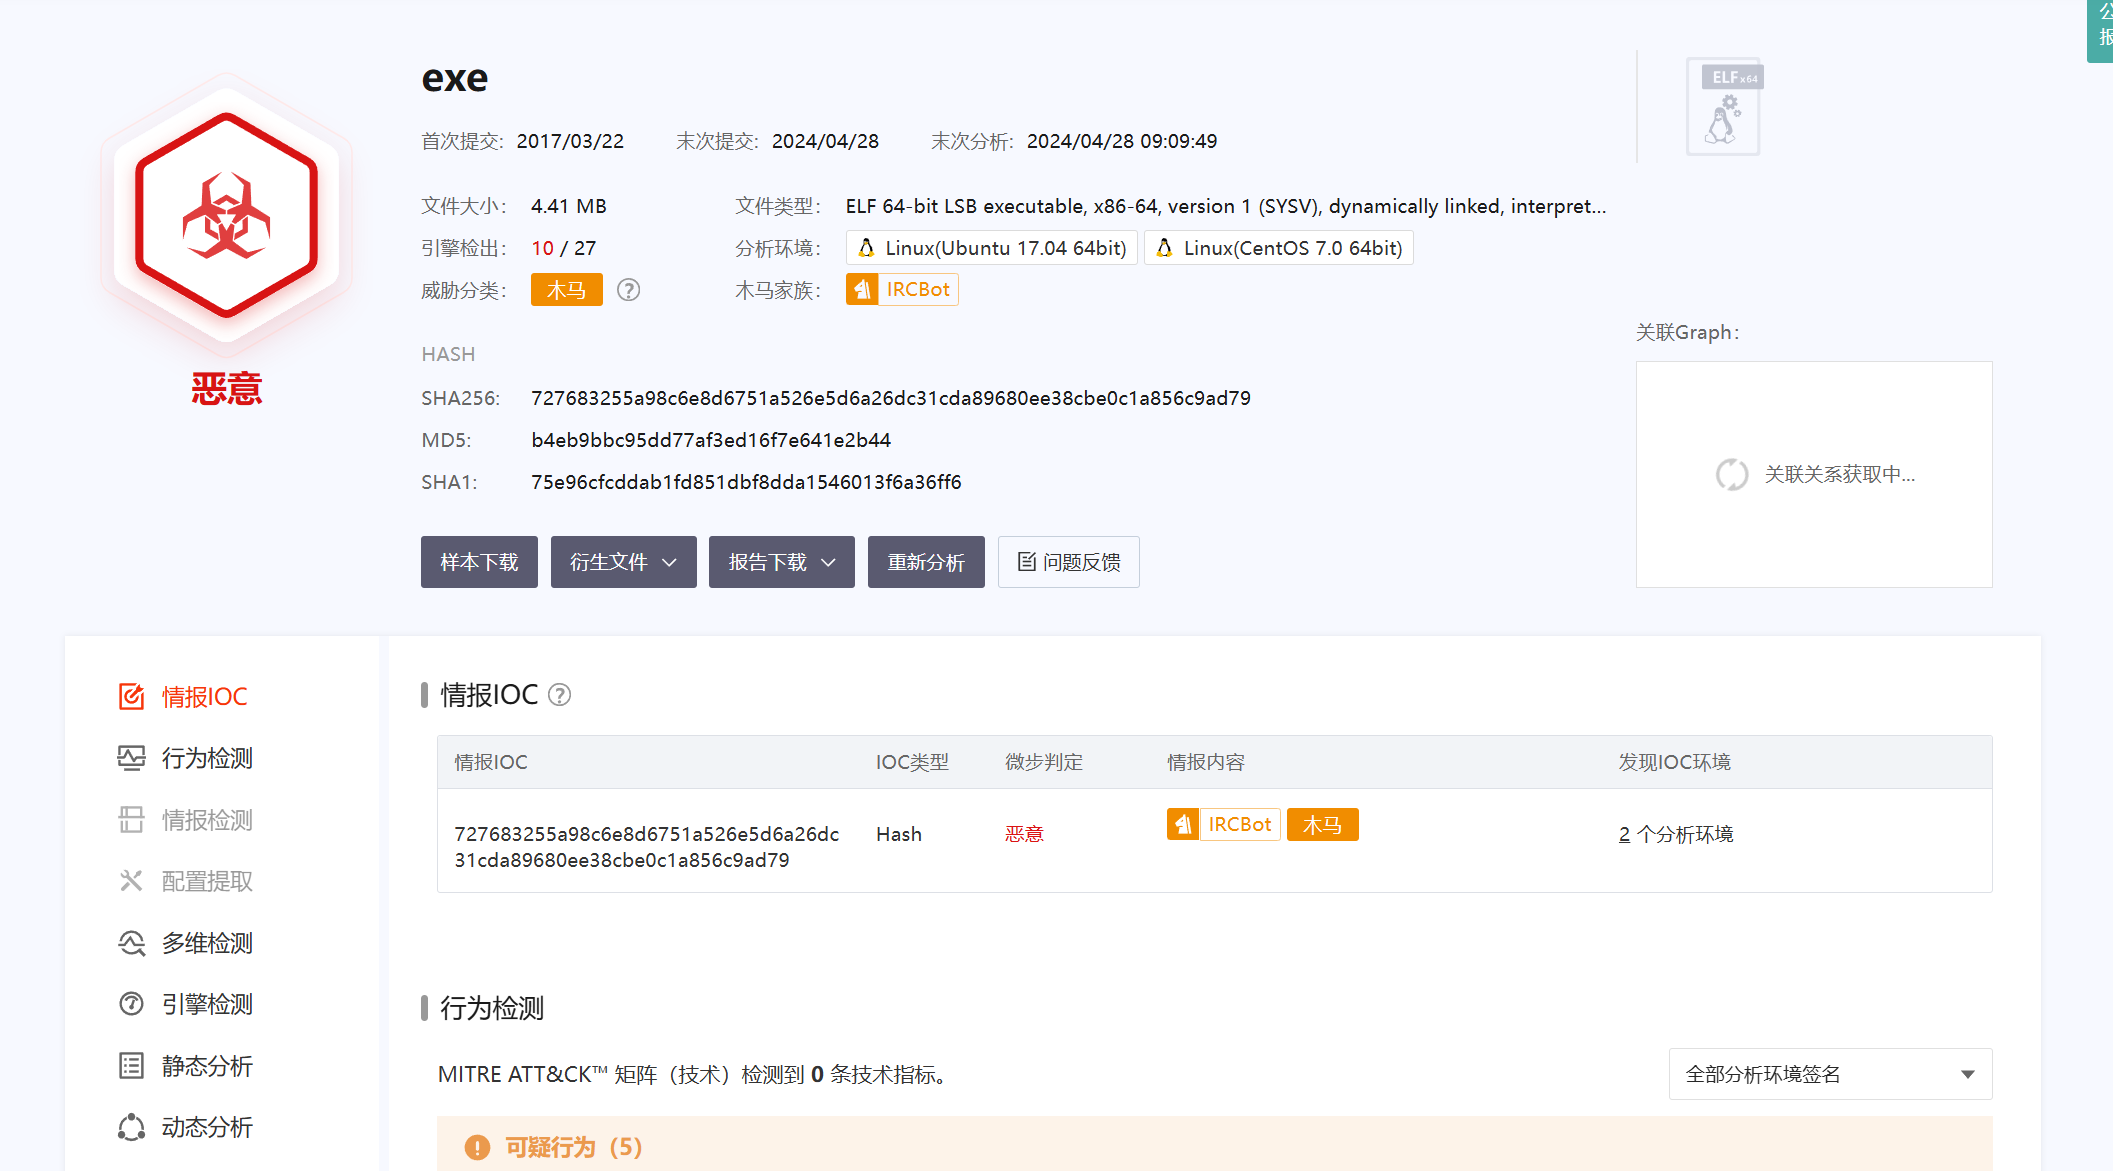 公
报
exe
ELF x64
首次提交: 2017/03/22 末次提交: 2024/04/28 末次分析: 2024/04/28 09:09:49
文件大小: 4.41 MB 文件类型: ELF 64-bit LSB executable, x86-64, version 1 (SYSV), dynamically linked, interpret...
引擎检出: 10 / 27 分析环境: Linux(Ubuntu 17.04 64bit) Linux(CentOS 7.0 64bit)
威胁分类: 木马 ? 木马家族: IRCBot
恶意
HASH
SHA256: 727683255a98c6e8d6751a526e5d6a26dc31cda89680ee38cbe0c1a856c9ad79
MD5: b4eb9bbc95dd77af3ed16f7e641e2b44
SHA1: 75e96cfcddab1fd851dbf8dda1546013f6a36ff6
关联Graph:
关联关系获取中...
样本下载 衍生文件 报告下载 重新分析 问题反馈
情报IOC
行为检测
情报检测
配置提取
多维检测
引擎检测
静态分析
动态分析
情报IOC ?
情报IOC IOC类型 微步判定 情报内容 发现IOC环境
727683255a98c6e8d6751a526e5d6a26dc
31cda89680ee38cbe0c1a856c9ad79 Hash 恶意 IRCBot 木马 2 个分析环境
行为检测
MITRE ATT&CK™ 矩阵（技术）检测到 0 条技术指标。 全部分析环境签名
可疑行为（5）